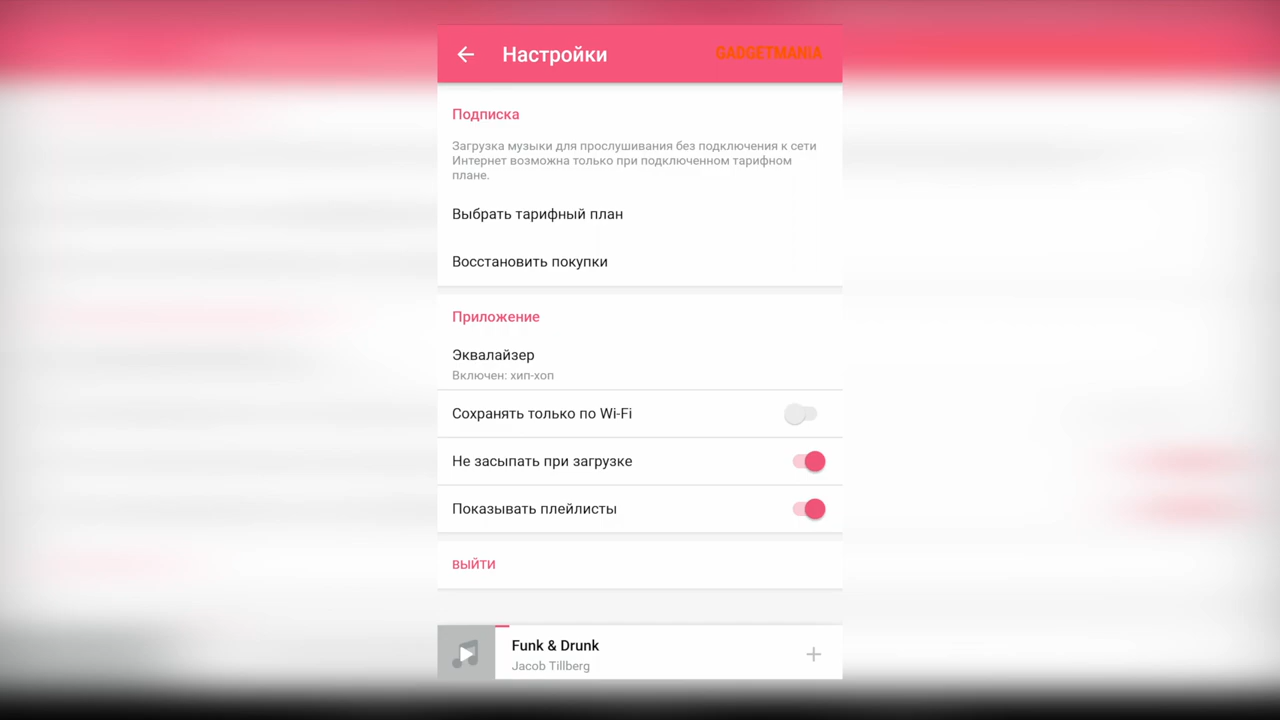 Настройки
GADGETMANIA
Подписка
Загрузка музыки для прослушивания без подключения к сети
Интернет возможна только при подключенном тарифном
плане.
Выбрать тарифный план
Восстановить покупки
Приложение
Эквалайзер
Включен: хип-хоп
Сохранять только по Wi-Fi
Не засыпать при загрузке
Показывать плейлисты
ВЫЙТИ
Funk & Drunk
Jacob Tillberg